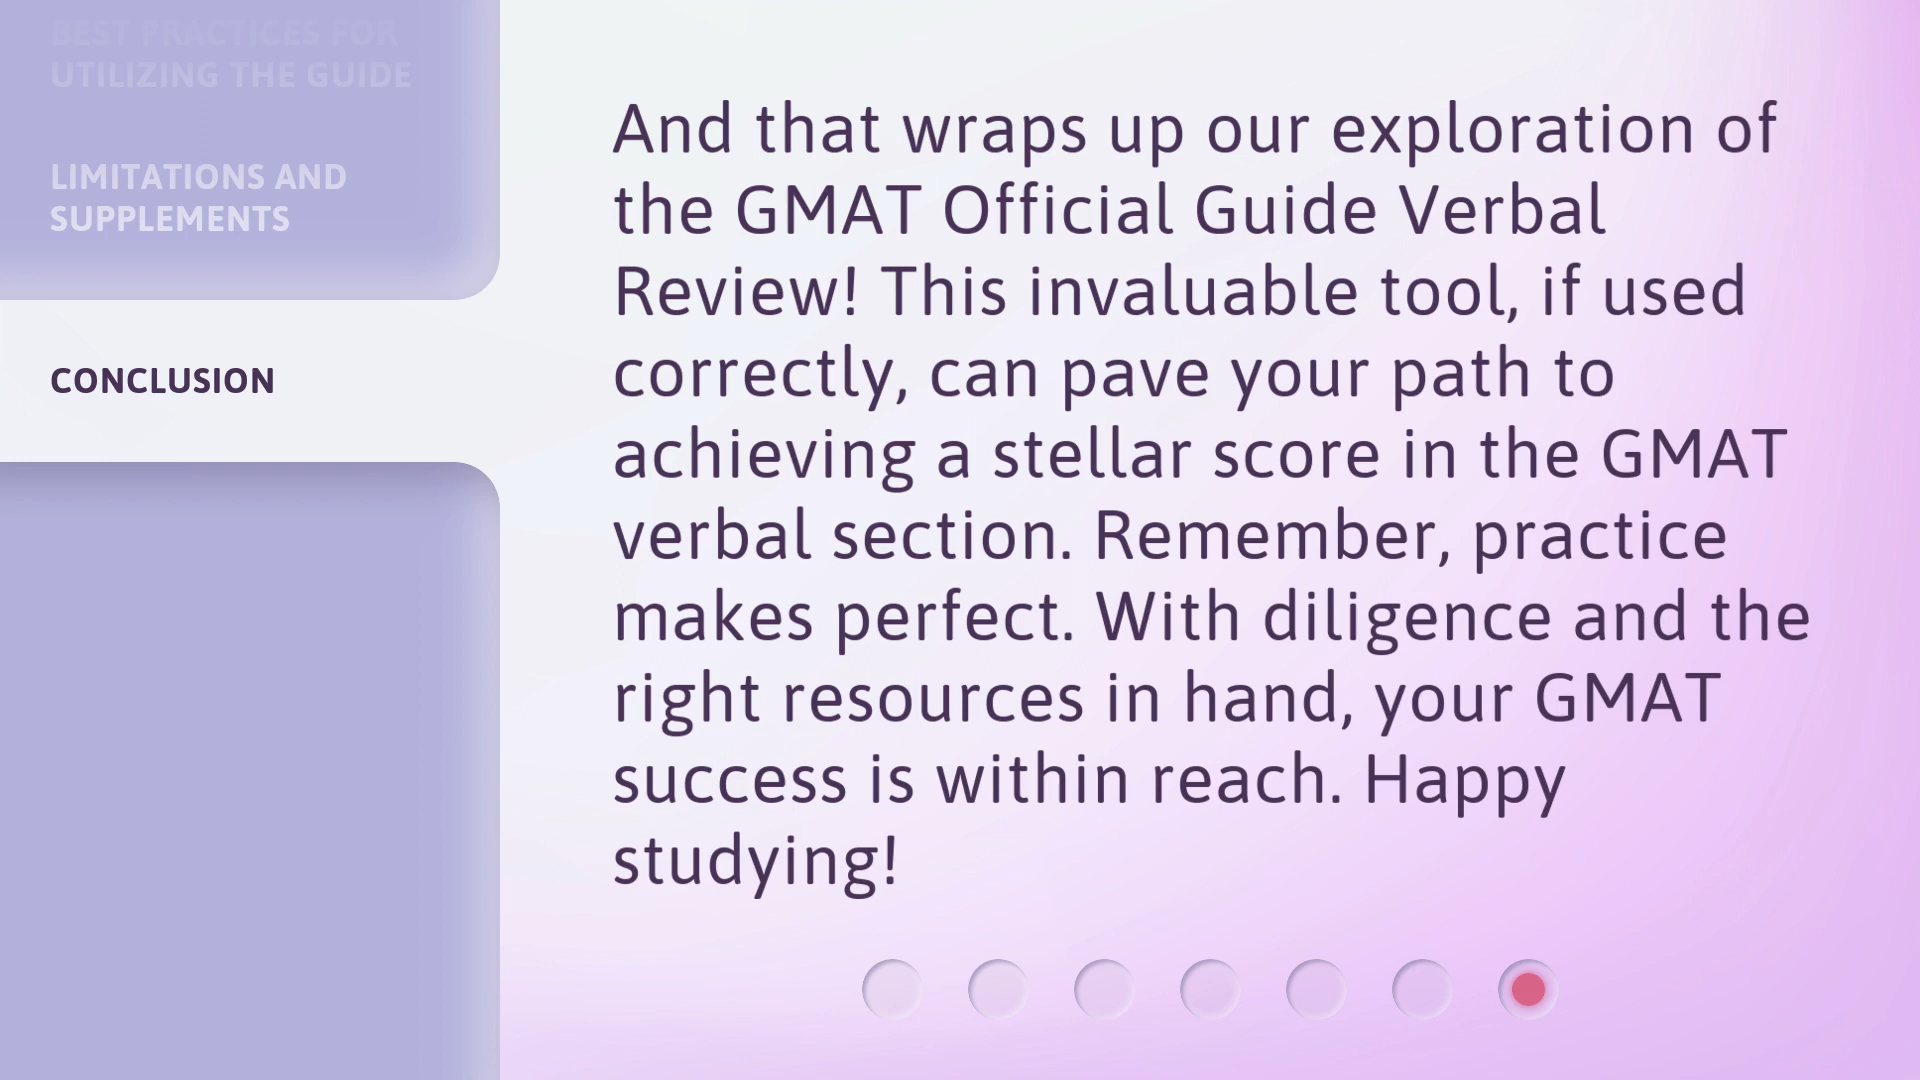 BEST PRACTICES FOR
UTILIZING THE GUIDE
LIMITATIONS AND
SUPPLEMENTS
CONCLUSION
And that wraps up our exploration of
the GMAT Official Guide Verbal
Review! This invaluable tool, if used
correctly, can pave your path to
achieving a stellar score in the GMAT
verbal section. Remember, practice
makes perfect. With diligence and the
right resources in hand, your GMAT
success is within reach. Happy
studying!